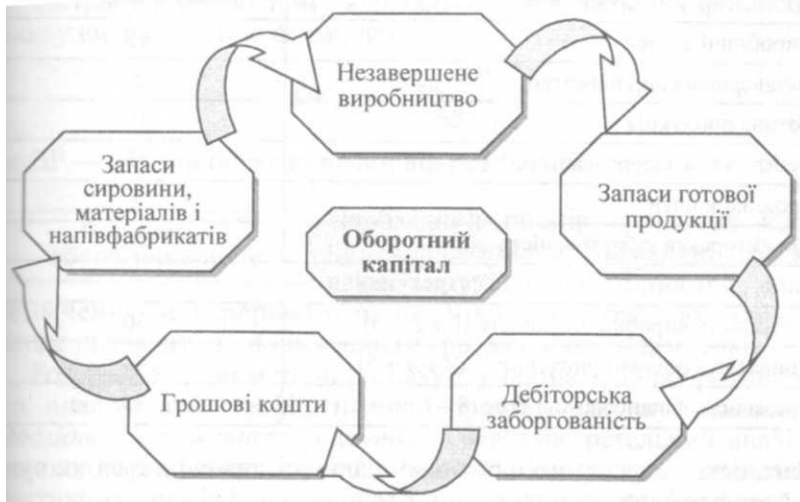 Незавершене
виробництво
Запаси
сировини,
матеріалів і
напівфабрикатів
Запаси готової
продукції
Оборотний
капітал
Грошові кошти
Дебіторська
заборгованість